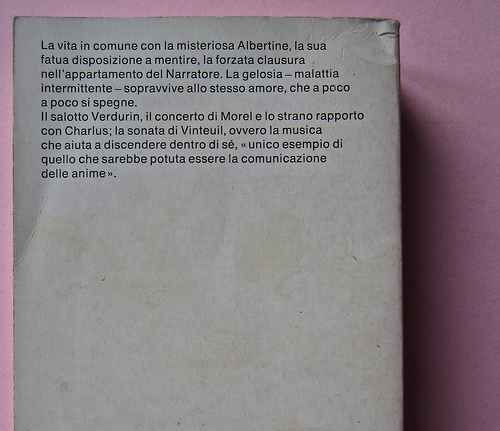 La vita in comune con la misteriosa Albertine, la sua
fatua disposizione a mentire, la forzata clausura
nell'appartamento del Narratore. La gelosia – malattia
intermittente – sopravvive allo stesso amore, che a poco
a poco si spegne.
Il salotto Verdurin, il concerto di Morel e lo strano rapporto
con Charlus; la sonata di Vinteuil, ovvero la musica
che aiuta a discendere dentro di sé, «unico esempio di
quello che sarebbe potuta essere la comunicazione
delle anime».